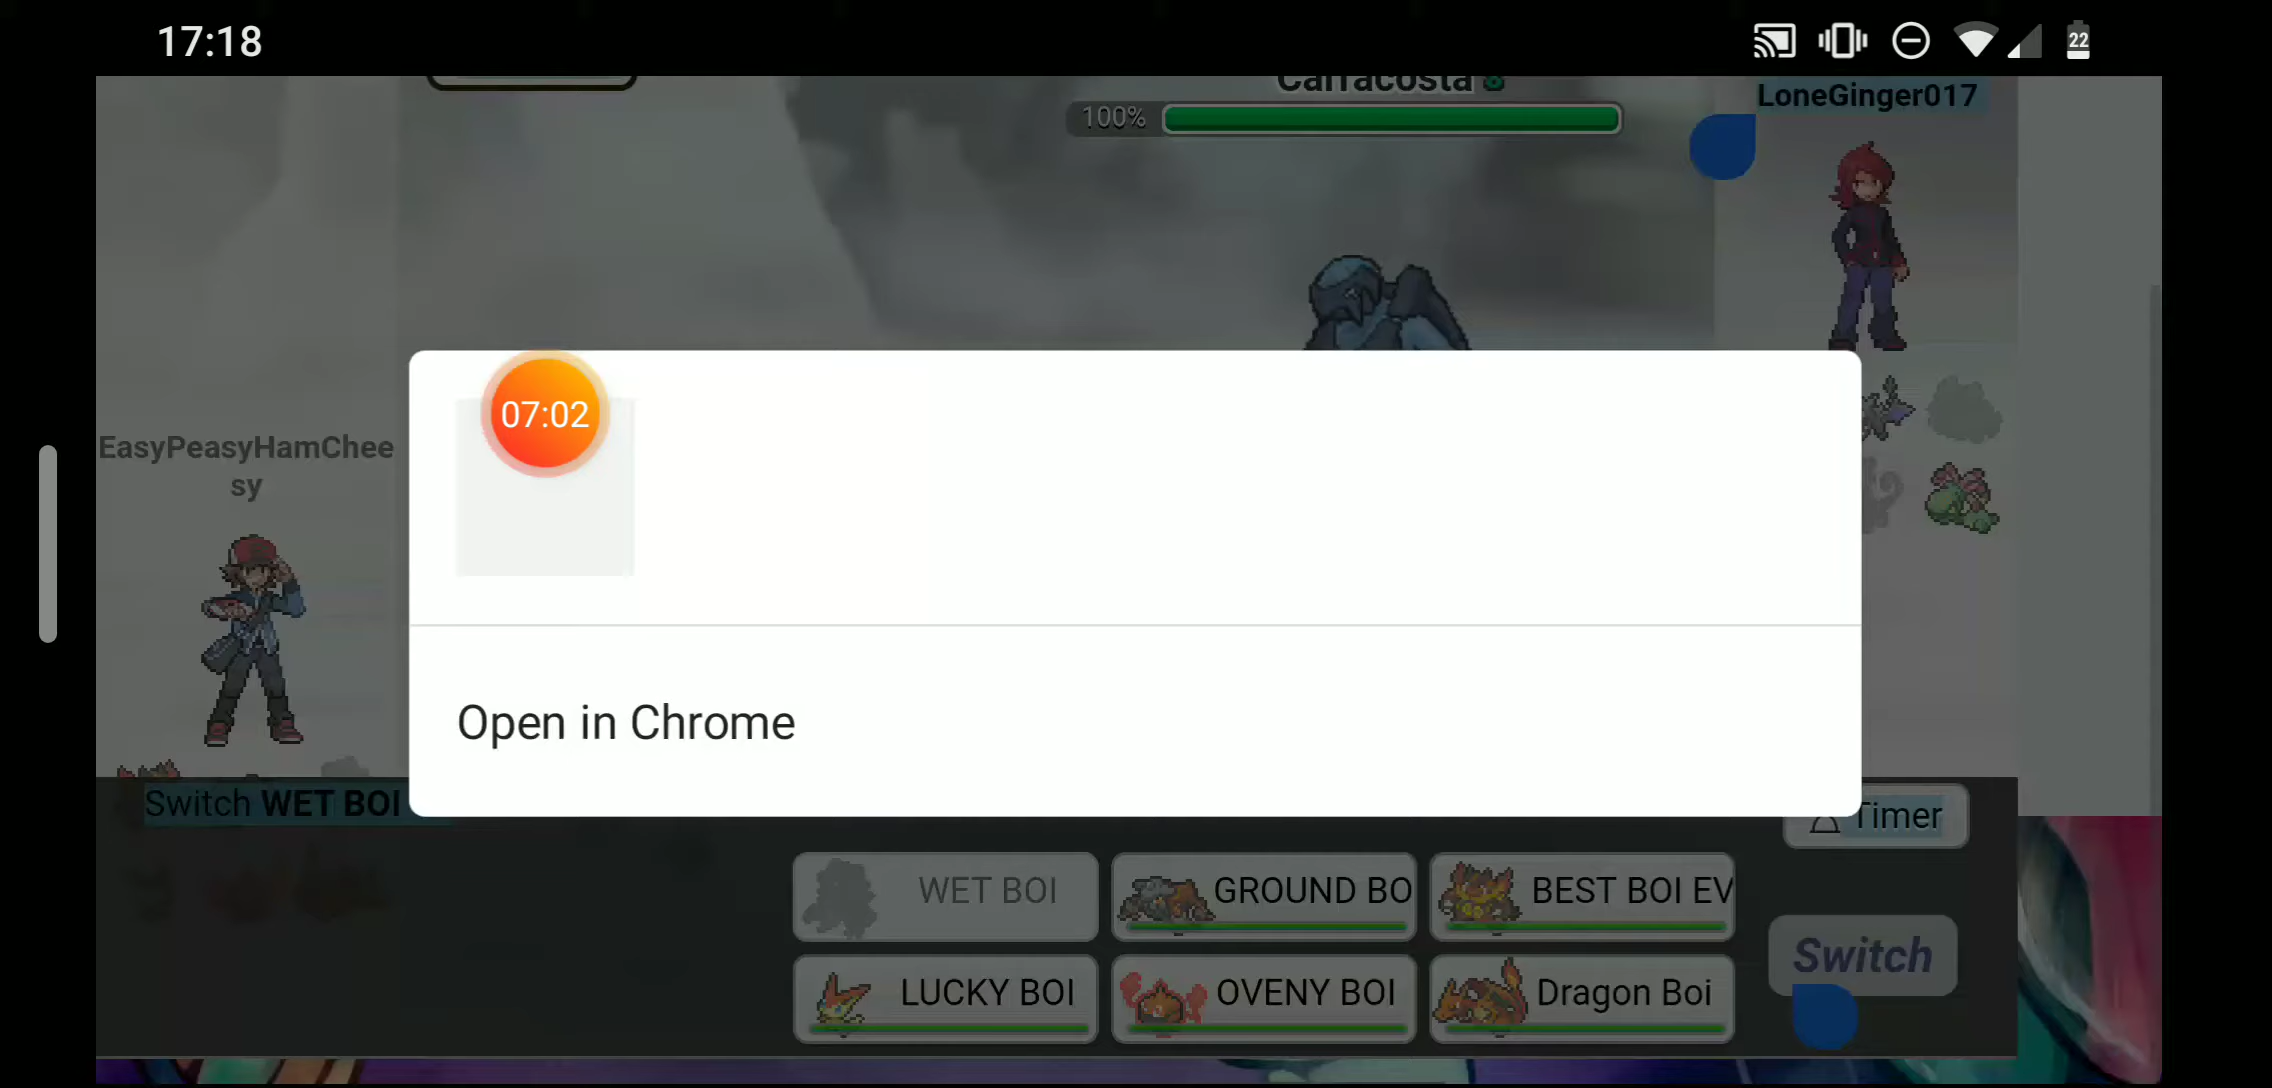 17:18
22
Carracosta
100%
LoneGinger017
07:02
EasyPeasyHamChee
sy
Open in Chrome
Switch WET BOI
Timer
WET BOI
GROUND BO
BEST BOI EV
Switch
LUCKY BOI
OVENY BOI
Dragon Boi